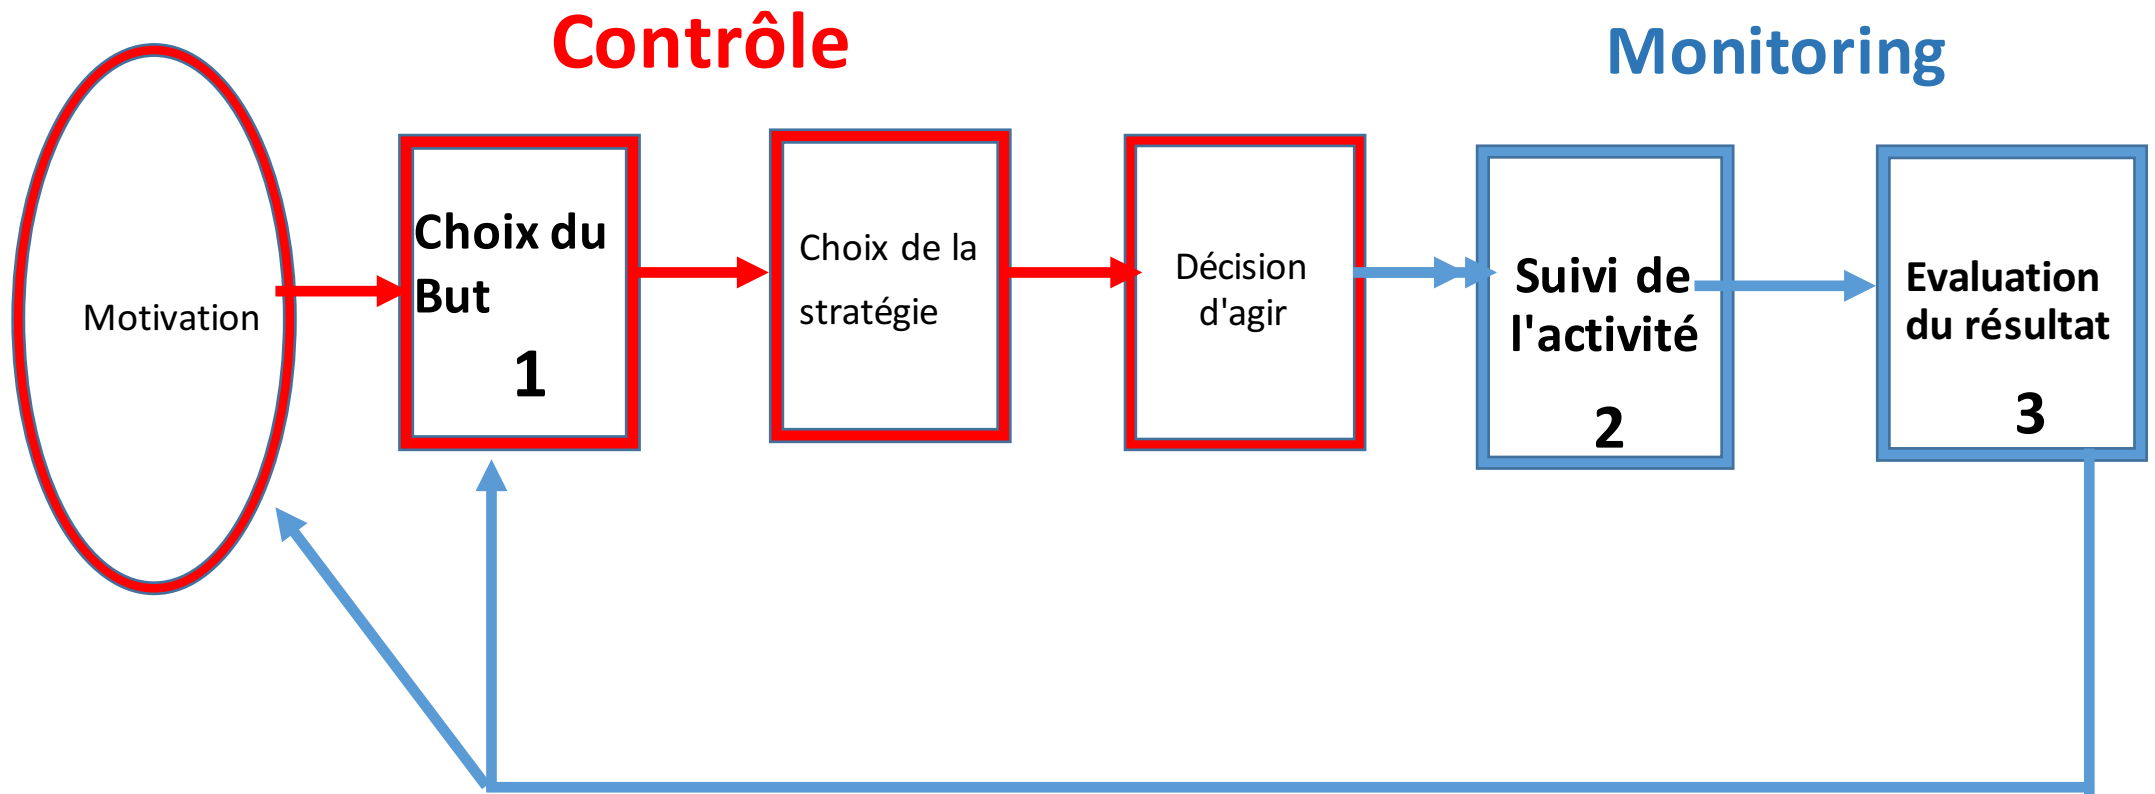 Contrôle
Monitoring
Motivation
Choix du
But
1
Choix de la
stratégie
Décision
d'agir
Suivi de
l'activité
2
Evaluation
du résultat
3